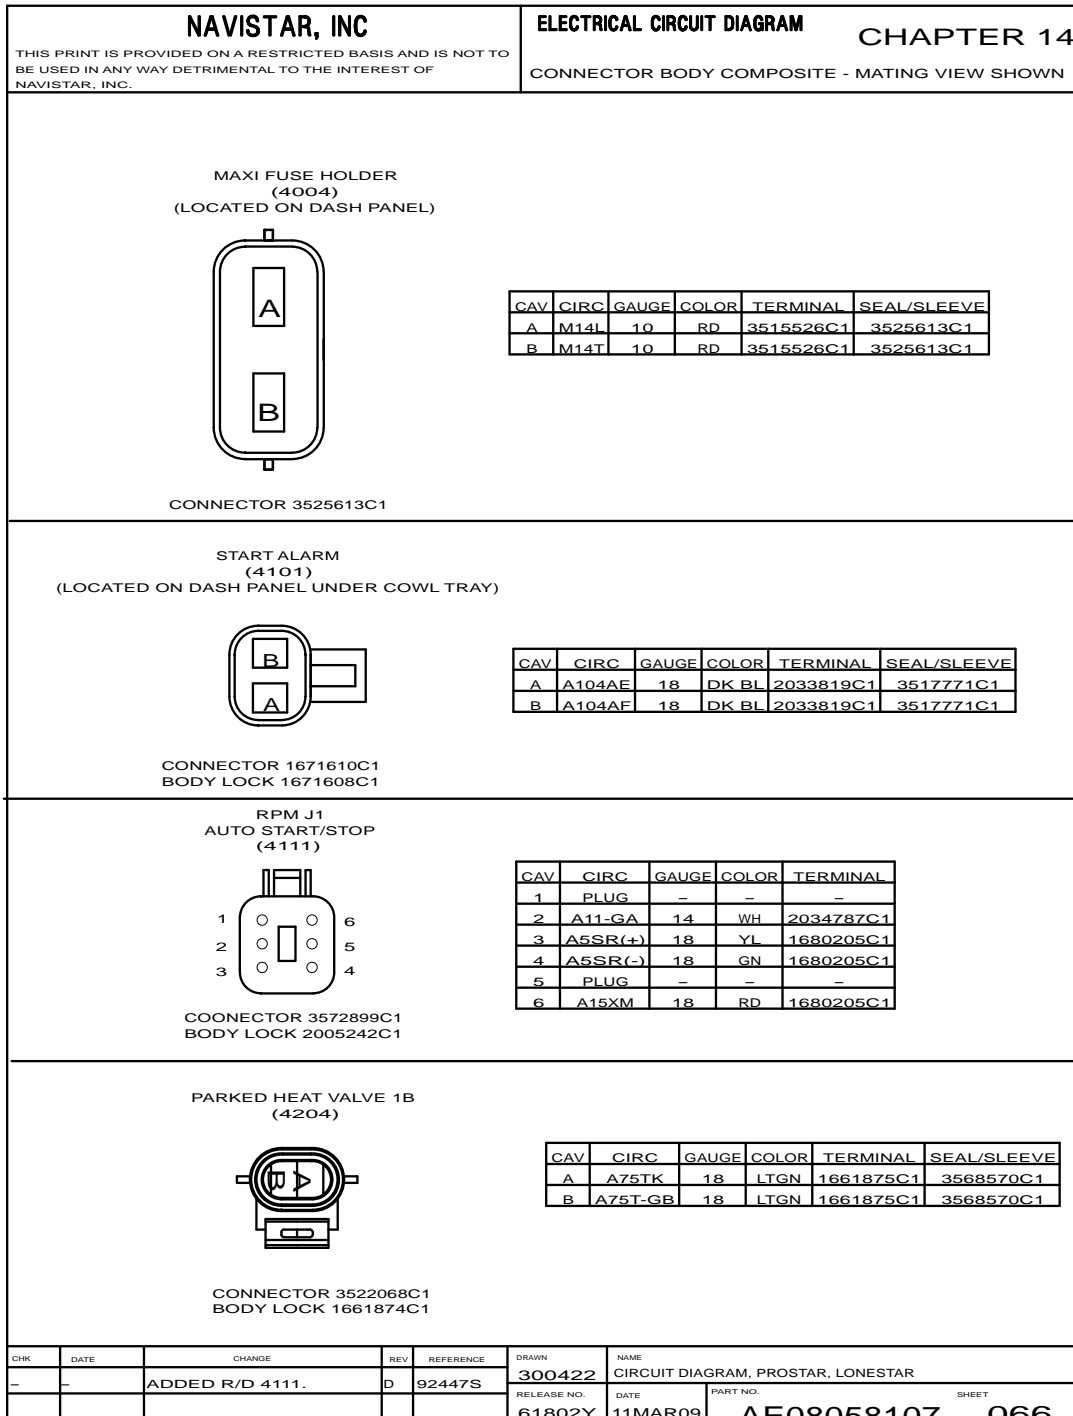 NAVISTAR, INC
THIS PRINT IS PROVIDED ON A RESTRICTED BASIS AND IS NOT TO
BE USED IN ANY WAY DETRIMENTAL TO THE INTEREST OF
NAVISTAR, INC.
ELECTRICAL CIRCUIT DIAGRAM
CHAPTER 14
CONNECTOR BODY COMPOSITE - MATING VIEW SHOWN
MAXI FUSE HOLDER
(4004)
(LOCATED ON DASH PANEL)
A
B
CONNECTOR 3525613C1
CAV CIRC GAUGE COLOR TERMINAL SEAL/SLEEVE
A M14L 10 RD 3515526C1 3525613C1
B M14T 10 RD 3515526C1 3525613C1
START ALARM
(4101)
(LOCATED ON DASH PANEL UNDER COWL TRAY)
B
A
CONNECTOR 1671610C1
BODY LOCK 1671608C1
CAV CIRC GAUGE COLOR TERMINAL SEAL/SLEEVE
A A104AE 18 DK BL 2033819C1 3517771C1
B A104AF 18 DK BL 2033819C1 3517771C1
RPM J1
AUTO START/STOP
(4111)
1 6
2 5
3 4
COONECTOR 3572899C1
BODY LOCK 2005242C1
CAV CIRC GAUGE COLOR TERMINAL
1 PLUG – – –
2 A11-GA 14 WH 2034787C1
3 A5SR(+) 18 YL 1680205C1
4 A5SR(-) 18 GN 1680205C1
5 PLUG – – –
6 A15XM 18 RD 1680205C1
PARKED HEAT VALVE 1B
(4204)
B A
CONNECTOR 3522068C1
BODY LOCK 1661874C1
CAV CIRC GAUGE COLOR TERMINAL SEAL/SLEEVE
A A75TK 18 LTGN 1661875C1 3568570C1
B A75T-GB 18 LTGN 1661875C1 3568570C1
CHK DATE CHANGE REV REFERENCE
– – ADDED R/D 4111. D 92447S
DRAWN
300422
NAME
CIRCUIT DIAGRAM, PROSTAR, LONESTAR
RELEASE NO.
61802Y
DATE
11MAR09
PART NO.
AE08058107
SHEET
066